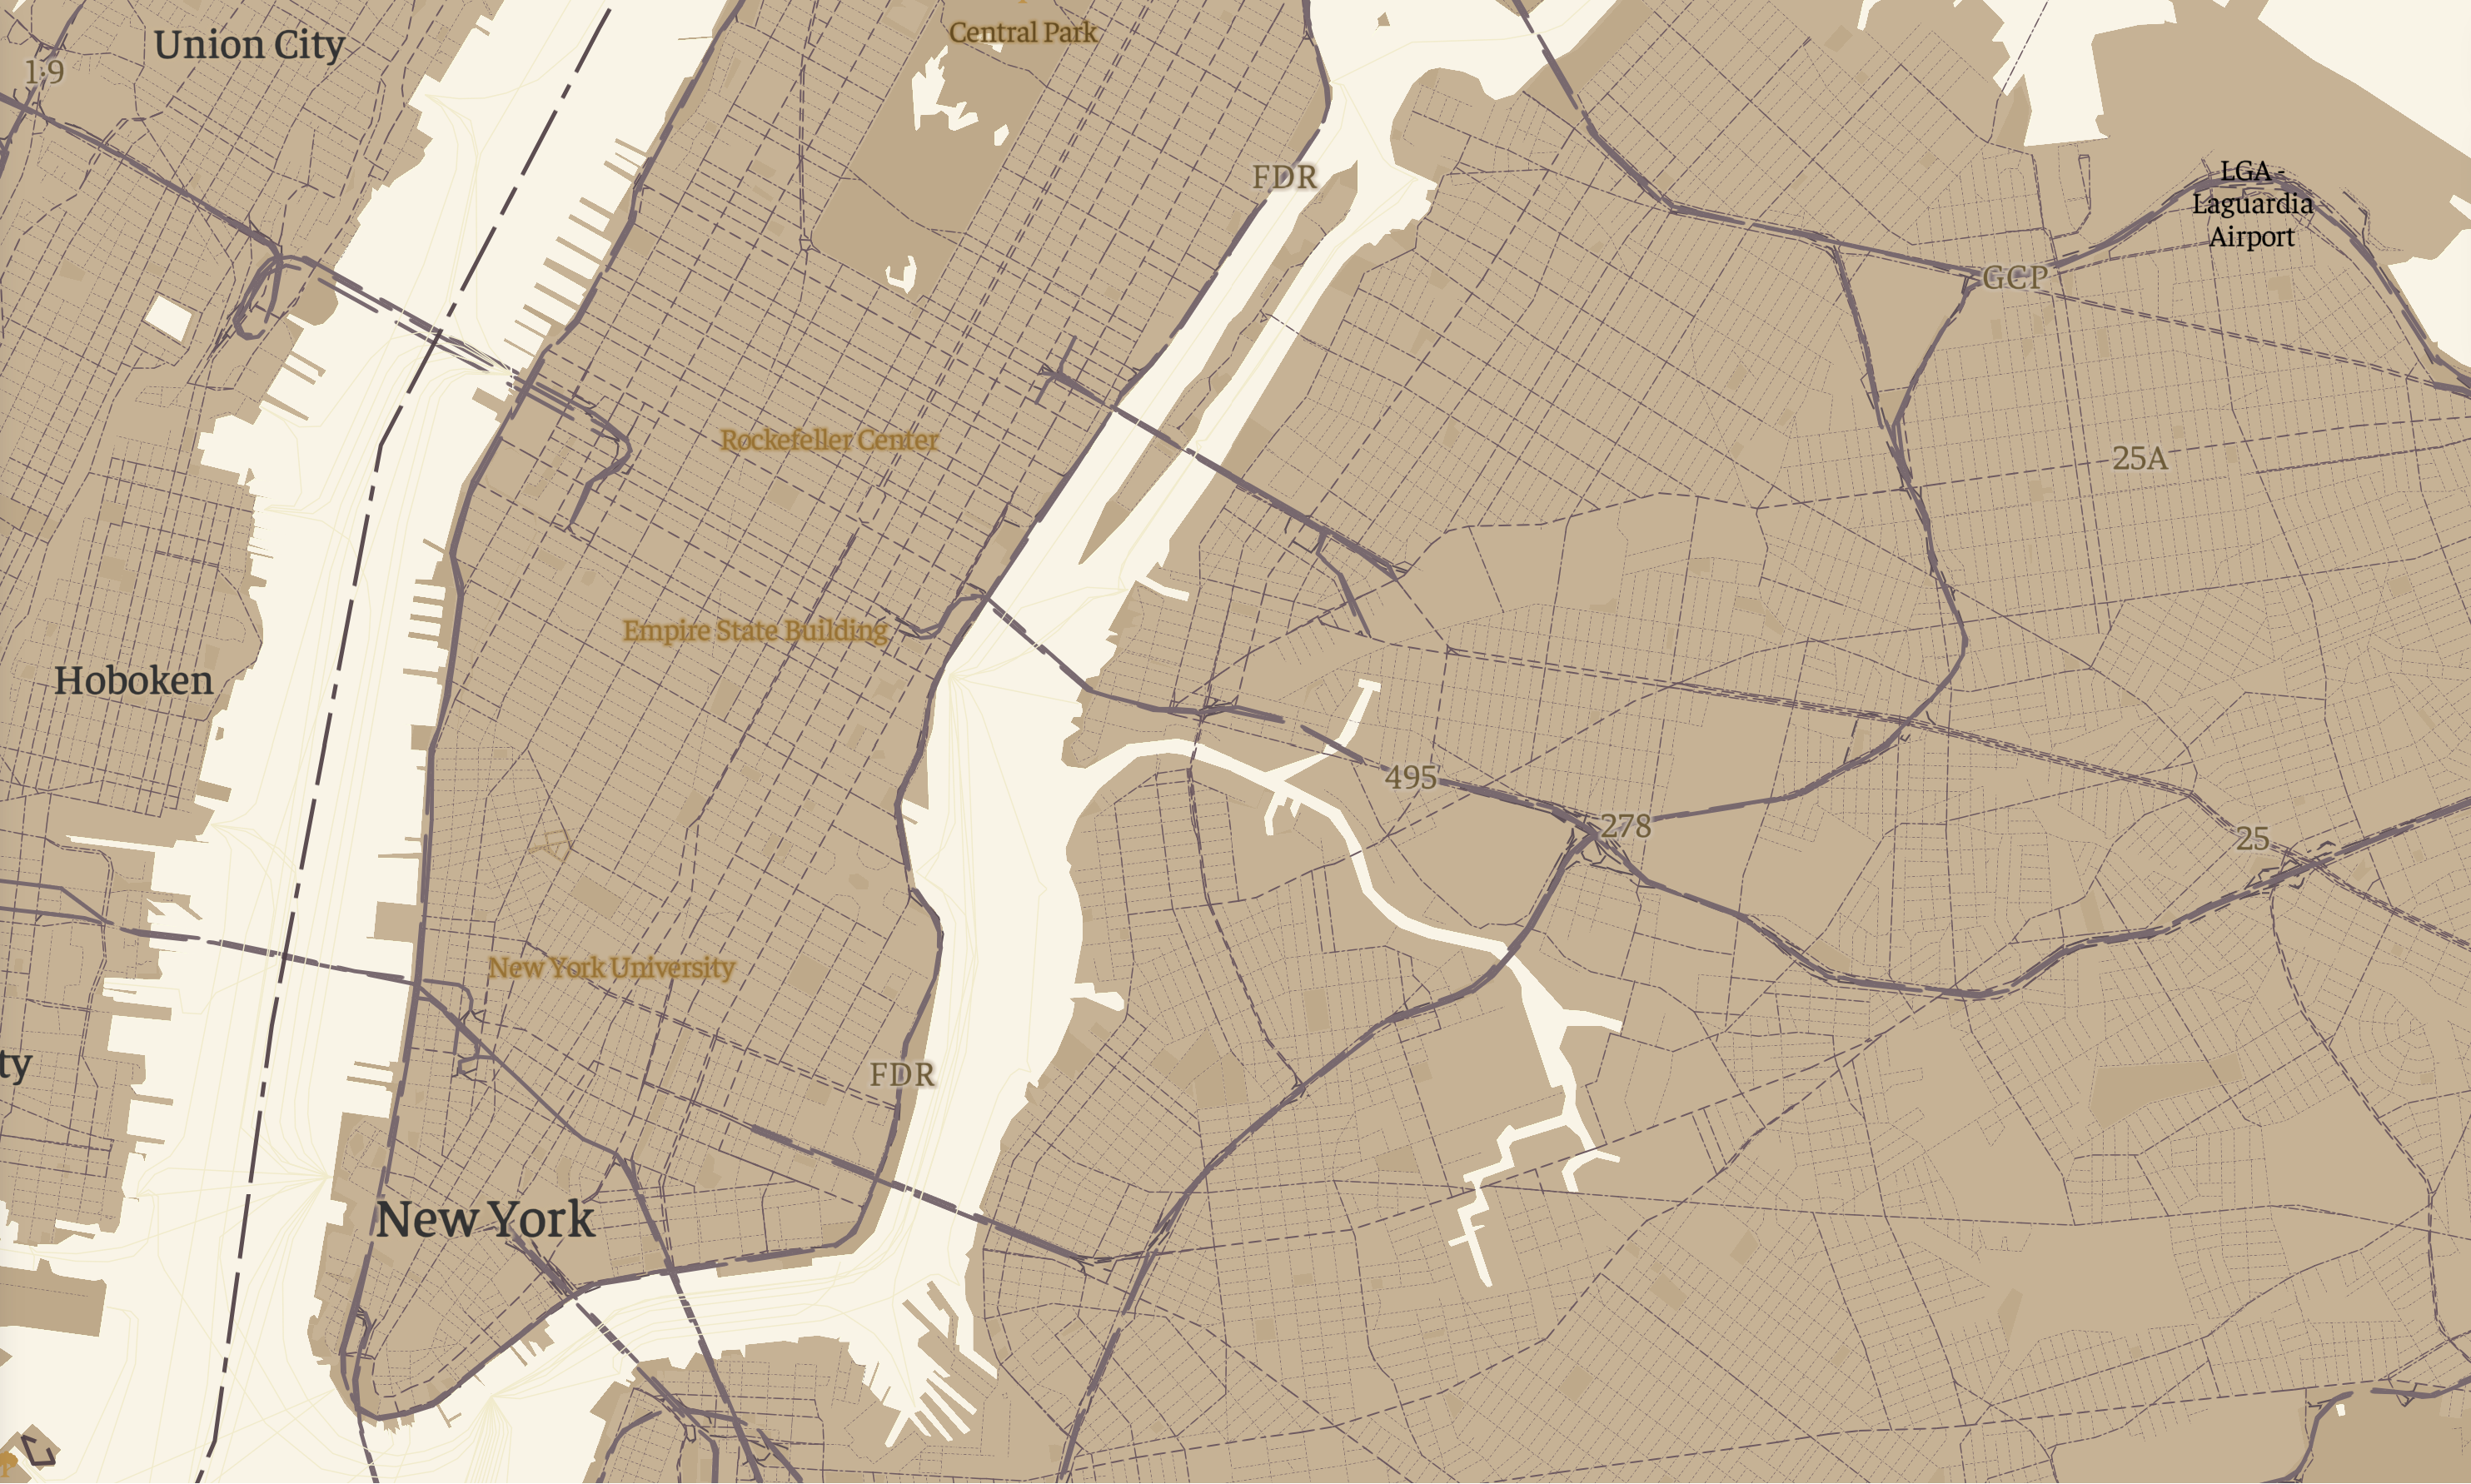 Central Park
Union City
1;9
FDR
LGA -
Laguardia
Airport
GCP
Rockefeller Center
25A
Empire State Building
Hoboken
495
278
25
New York University
ty
FDR
New York